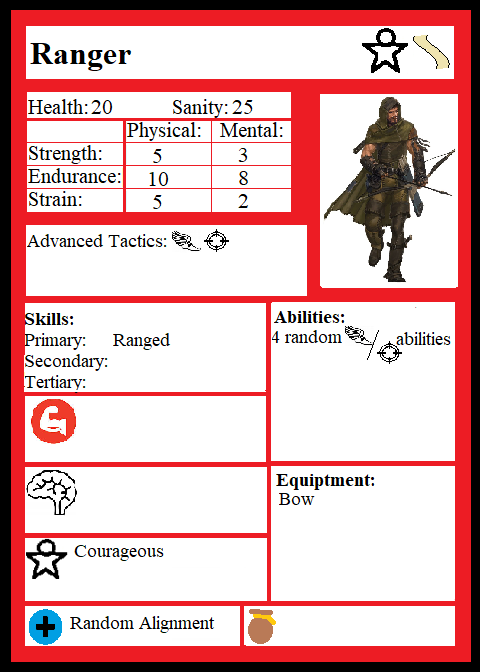 Ranger
Health: 20 Sanity: 25
Physical: Mental:
Strength: 5 3
Endurance: 10 8
Strain: 5 2
Advanced Tactics:
Skills:
Primary: Ranged
Secondary:
Tertiary:
Abilities:
4 random / abilities
Equiptment:
Bow
Courageous
Random Alignment